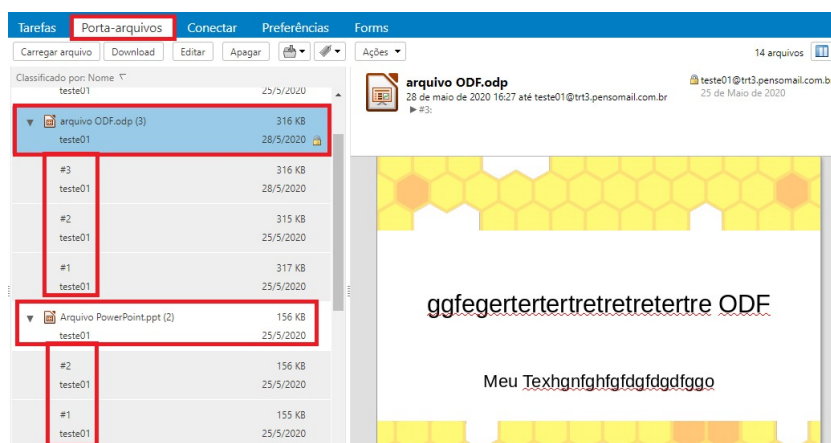 Tarefas Porta-arquivos Conectar Preferências Forms
Carregar arquivo Download Editar Apagar Ações 14 arquivos
Classificado por: Nome
teste01 25/5/2020
arquivo ODF.odp (3) 316 KB
teste01 28/5/2020
#3 316 KB
teste01 28/5/2020
#2 315 KB
teste01 25/5/2020
#1 317 KB
teste01 25/5/2020
Arquivo PowerPoint.ppt (2) 156 KB
teste01 25/5/2020
#2 156 KB
teste01 25/5/2020
#1 155 KB
teste01 25/5/2020
arquivo ODF.odp teste01@trt3.pensomail.com.b
28 de maio de 2020 16:27 até teste01@trt3.pensomail.com.br 25 de Maio de 2020
#3:
ggfegertertertretretretertre ODF
Meu Texhgnfghfgfdgfdgdfggo